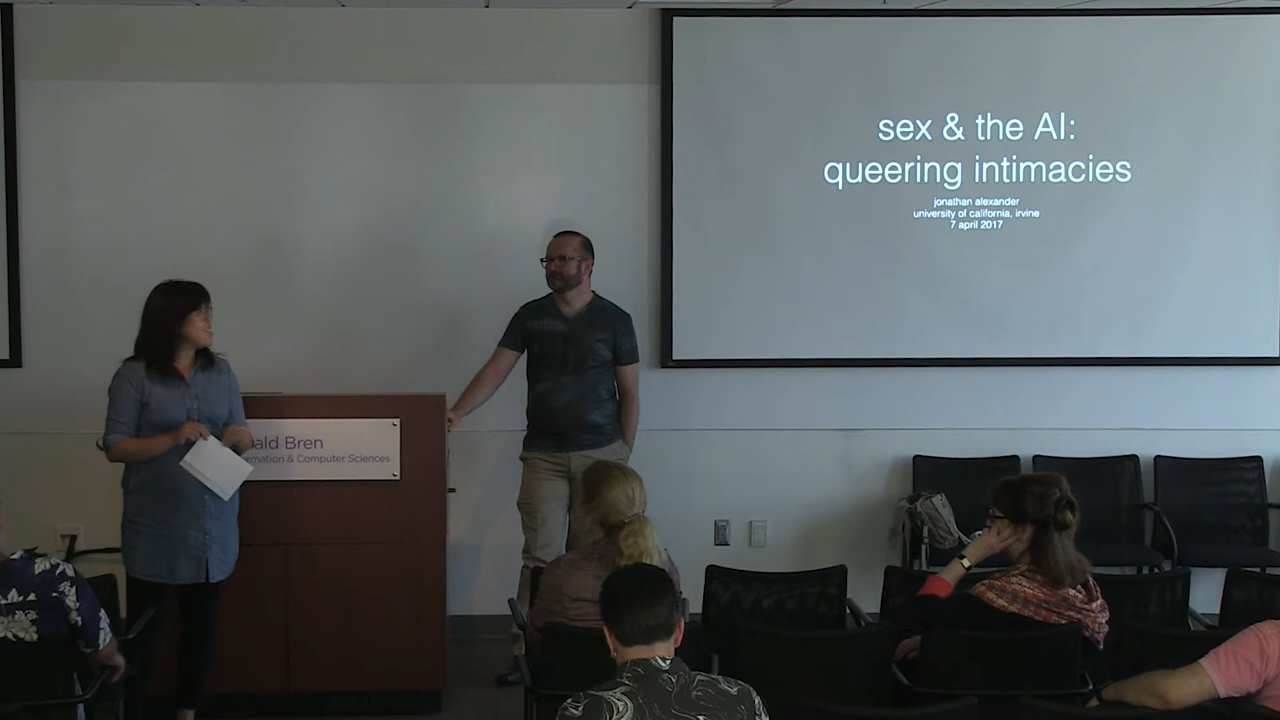 sex & the AI:
queering intimacies
jonathan alexander
university of california, irvine
7 april 2017
ald Bren
rmation & Computer Sciences